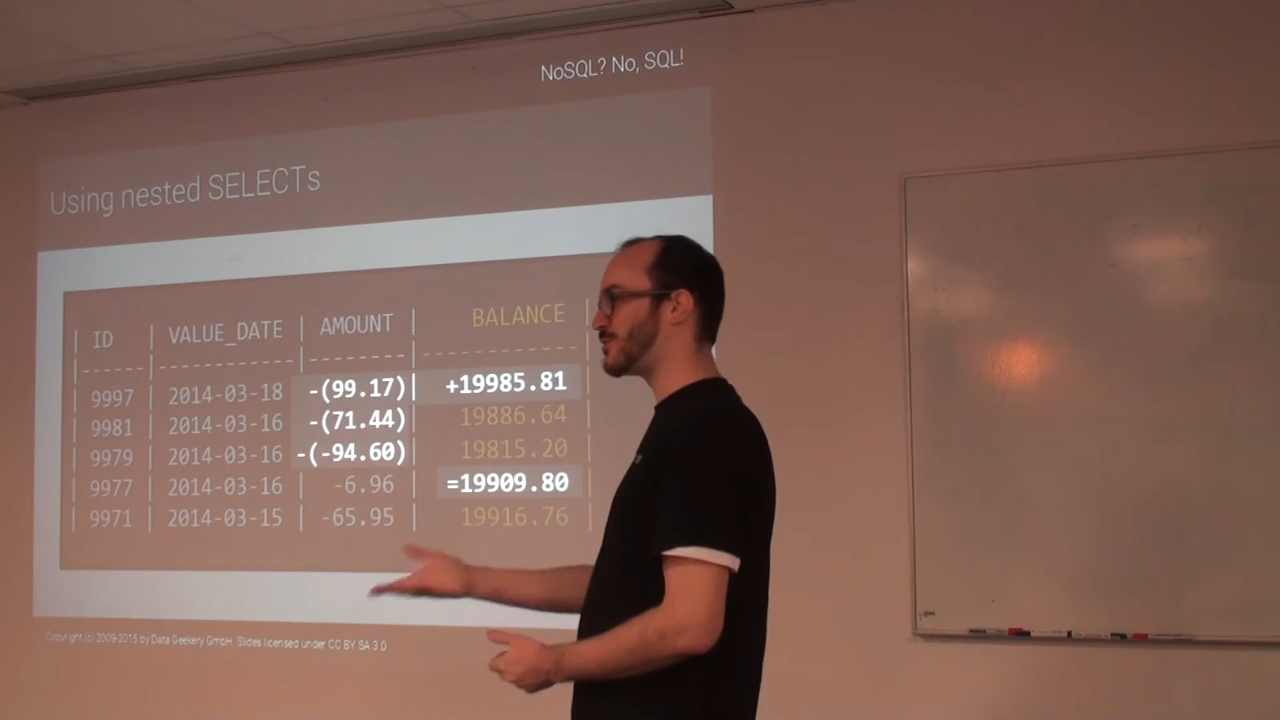 NoSQL? No, SQL!
Using nested SELECTs
| ID | VALUE_DATE | AMOUNT | BALANCE |
|------|------------|--------|----------|
| 9997 | 2014-03-18 | -(99.17)| +19985.81 |
| 9981 | 2014-03-16 | -(71.44)| 19886.64 |
| 9979 | 2014-03-16 -(-94.60)| 19815.20 |
| 9977 | 2014-03-16 | -6.96 | =19909.80 |
| 9971 | 2014-03-15 | -65.95 | 19916.76 |
Copyright (c) 2009-2015 by Data Geekery GmbH. Slides licensed under CC BY SA 3.0